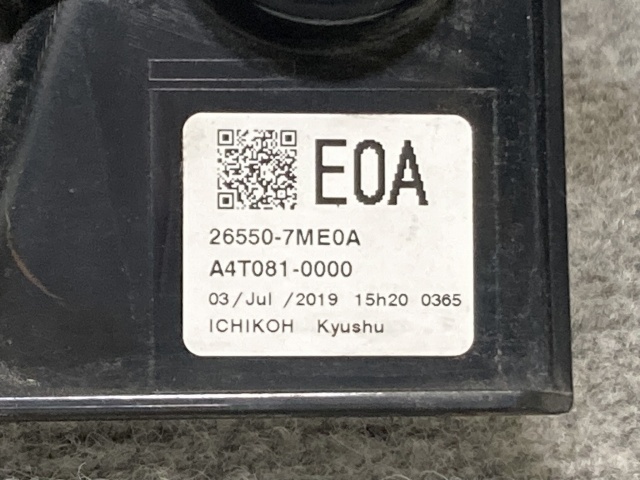 E0A
26550-7ME0A
A4T081-0000
03/Jul /2019 15h20 0365
ICHIKOH Kyushu